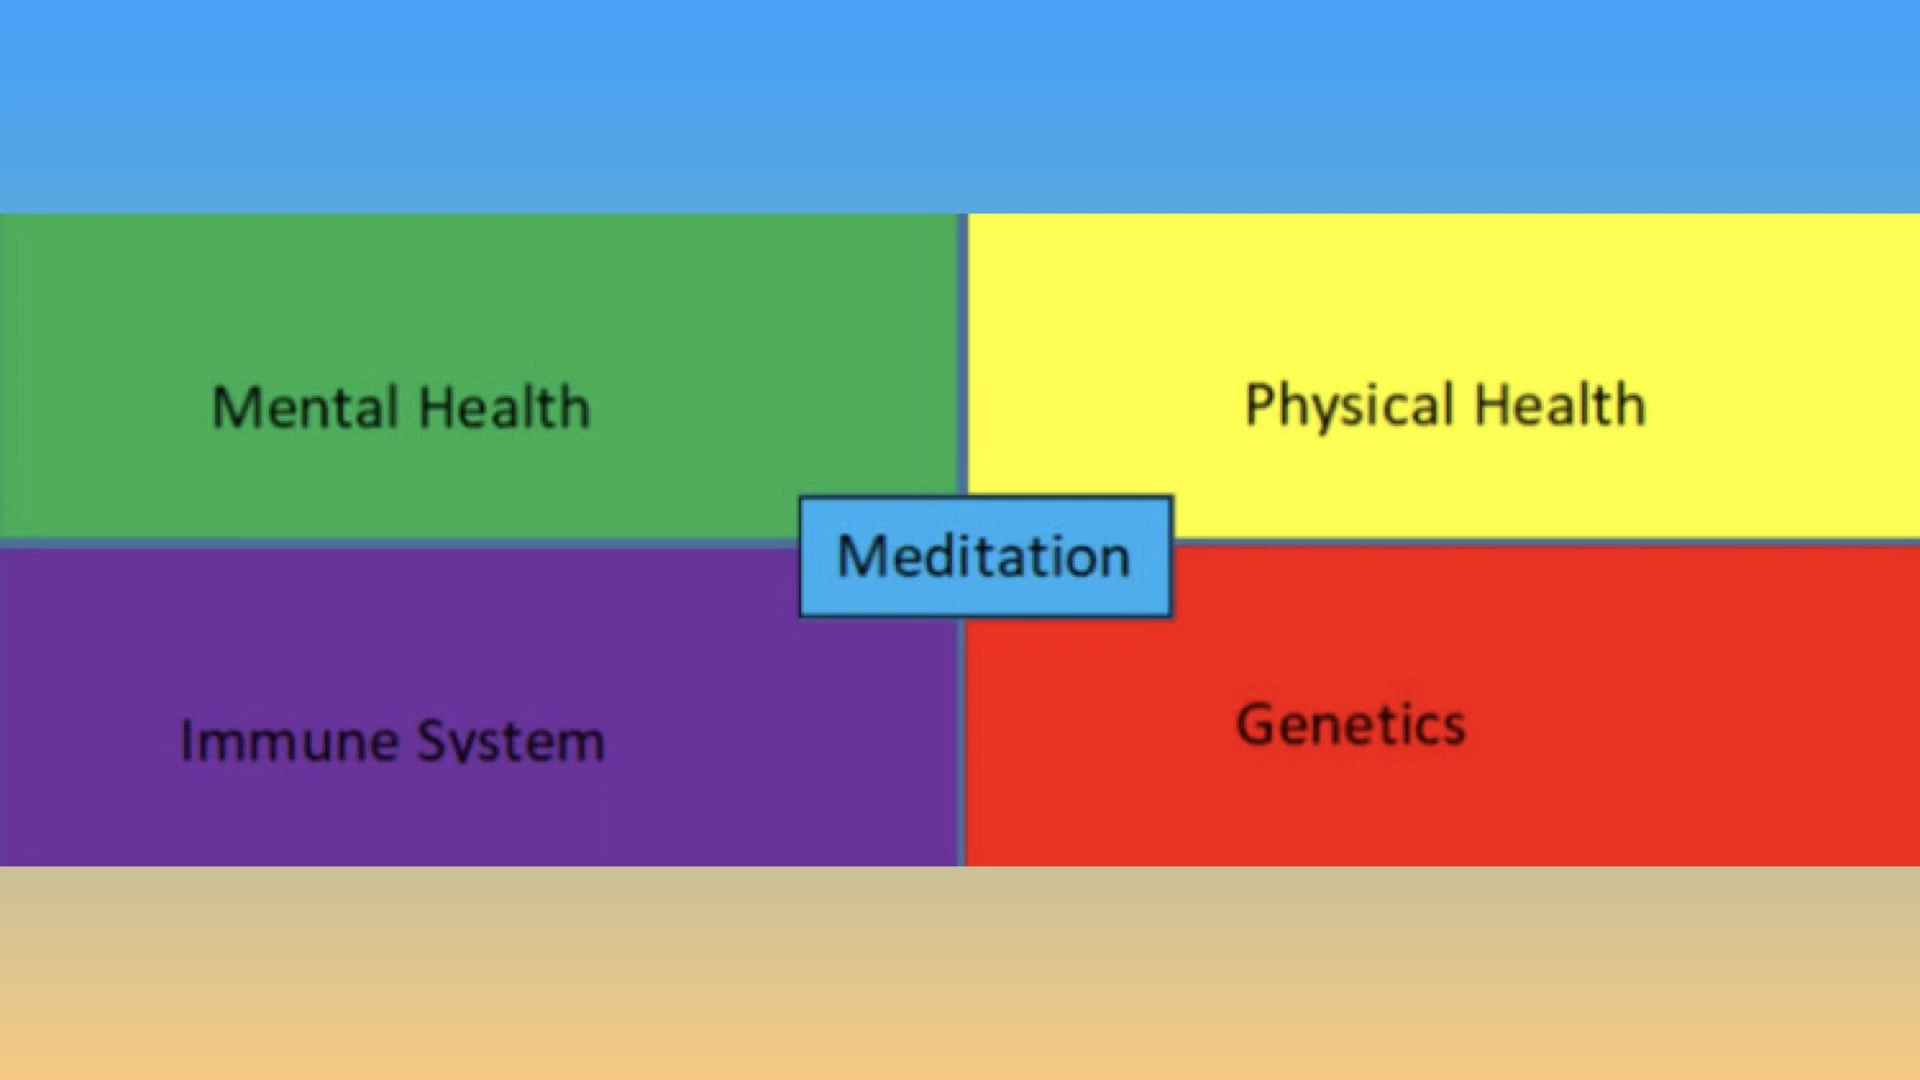 Mental Health
Physical Health
Meditation
Immune System
Genetics